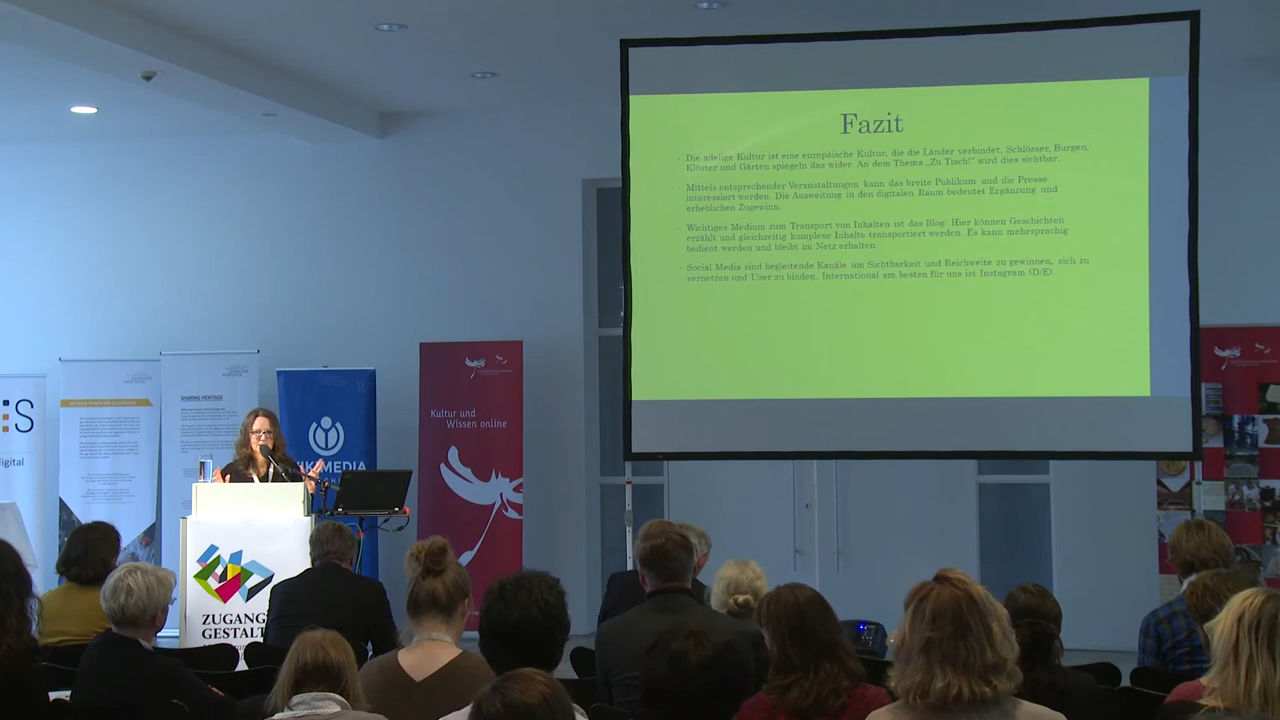 Fazit
Die adelige Kultur ist eine europäische Kultur, die die Länder verbindet. Schlösser, Burgen,
Klöster und Gärten spiegeln das wider. An dem Thema „Zu Tisch!" wird dies sichtbar.
Mittels entsprechender Veranstaltungen kann das breite Publikum und die Presse
interessiert werden. Die Ausweitung in den digitalen Raum bedeutet Ergänzung und
erheblichen Zugewinn.
Wichtiges Medium zum Transport von Inhalten ist das Blog: Hier können Geschichten
erzählt und gleichzeitig komplexe Inhalte transportiert werden. Es kann mehrsprachig
bedient werden und bleibt im Netz erhalten.
Social Media sind begleitende Kanäle um Sichtbarkeit und Reichweite zu gewinnen, sich zu
vernetzen und User zu binden. International am besten für uns ist Instagram (D/E).
S
digital
SHARING HERITAGE
Kultur und
Wissen online
ZUGANG
GESTALT